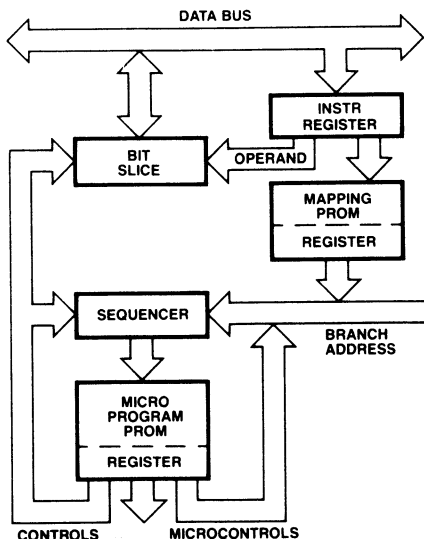 DATA BUS
INSTR
REGISTER
BIT
SLICE
OPERAND
MAPPING
PROM
REGISTER
SEQUENCER
BRANCH
ADDRESS
MICRO
PROGRAM
PROM
REGISTER
CONTROLS
MICROCONTROLS